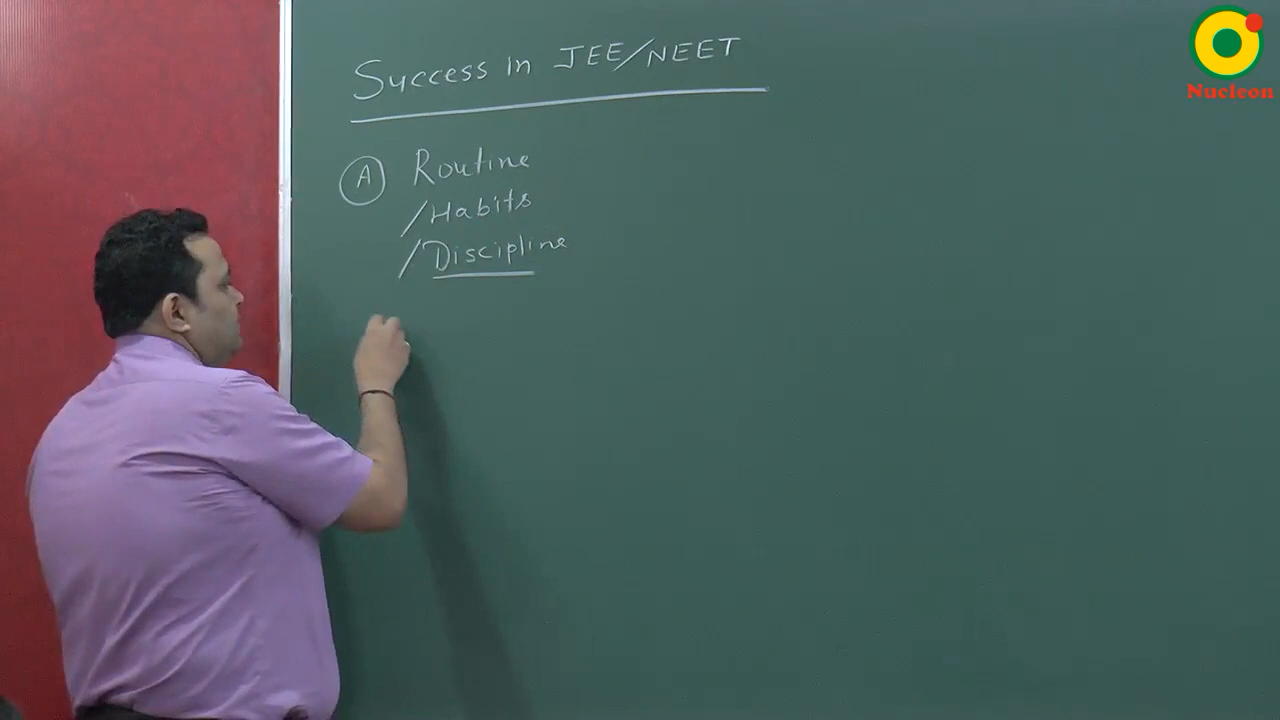 Success in JEE/NEET
A Routine
/Habits
/Discipline
Nucleon